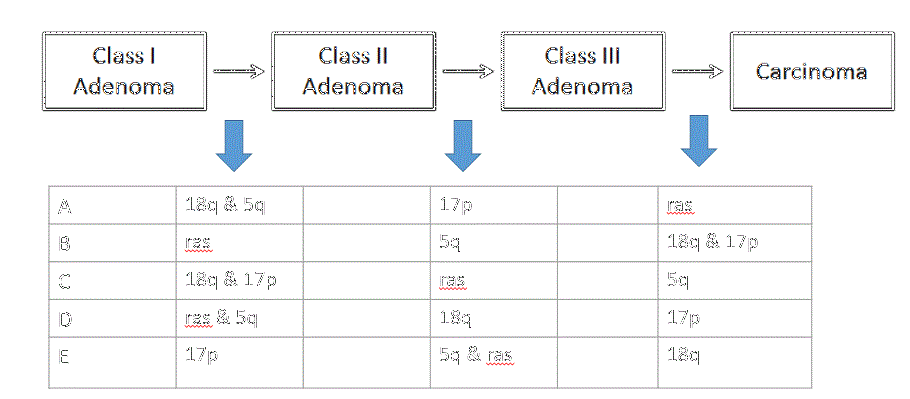 Class I
Adenoma
Class II
Adenoma
Class III
Adenoma
Carcinoma
A 18q & 5q 17p ras
B ras 5q 18q & 17p
C 18q & 17p ras 5q
D ras & 5q 18q 17p
E 17p 5q & ras 18q